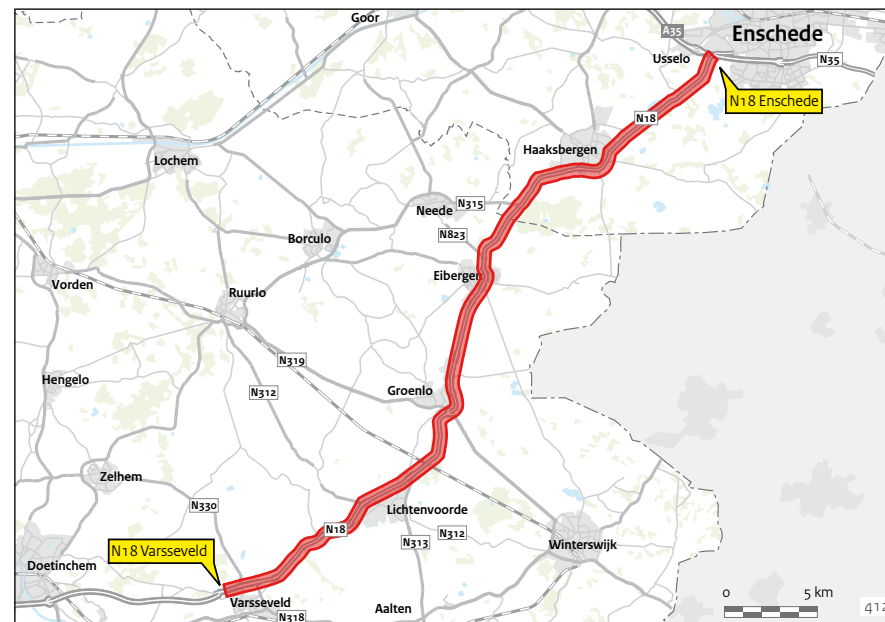 Goor
A35
Enschede
Usselo
N35
N18 Enschede
N18
Haaksbergen
Lochem
Neede
N315
N823
Borculo
Eibergen
Vorden
Ruurlo
N319
Hengelo
N312
Groenlo
Zelhem
N330
Lichtenvoorde
N18
N313
N312
Winterswijk
N18 Varsseveld
Doetinchem
Varsseveld
N318
Aalten
0 5 km
412